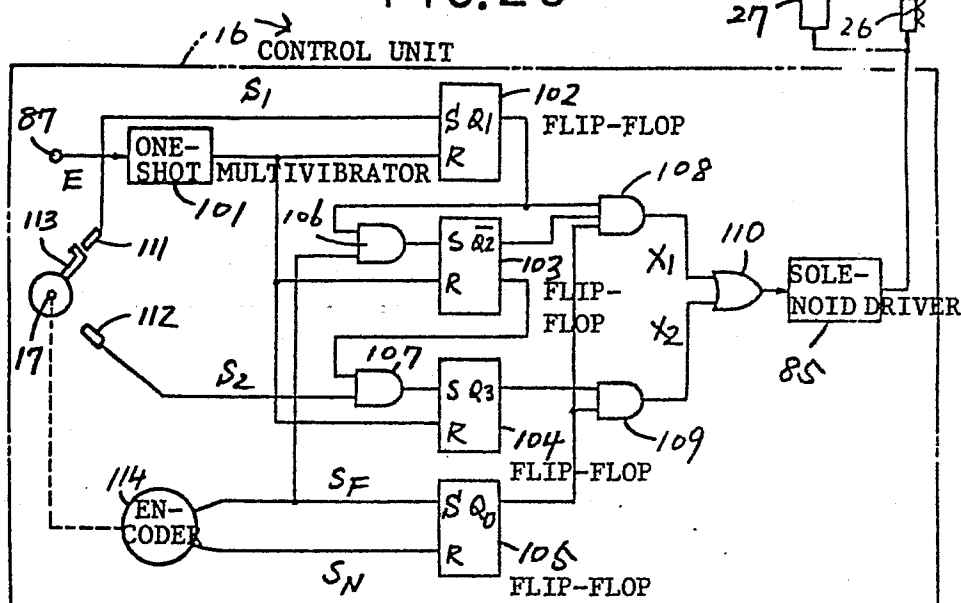 FIG.
27
26
16
CONTROL UNIT
S1
87
E
ONE-
SHOT
MULTIVIBRATOR
101
S Q1
R
102
FLIP-FLOP
108
106
S Q̅2̅
R
103
FLIP-
FLOP
113
111
17
112
S2
107
S Q3
R
104
FLIP-FLOP
109
X1
X2
110
SOLE-
NOID DRIVER
85
114
EN-
CODER
SF
SN
S Q0
R
105
FLIP-FLOP